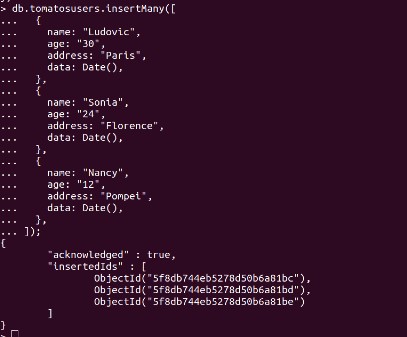 > db.tomatosusers.insertMany([
...   {
...     name: "Ludovic",
...     age: "30",
...     address: "Paris",
...     data: Date(),
...   },
...   {
...     name: "Sonia",
...     age: "24",
...     address: "Florence",
...     data: Date(),
...   },
...   {
...     name: "Nancy",
...     age: "12",
...     address: "Pompei",
...     data: Date(),
...   },
... ]);
{
        "acknowledged" : true,
        "insertedIds" : [
                ObjectId("5f8db744eb5278d50b6a81bc"),
                ObjectId("5f8db744eb5278d50b6a81bd"),
                ObjectId("5f8db744eb5278d50b6a81be")
        ]
}
>